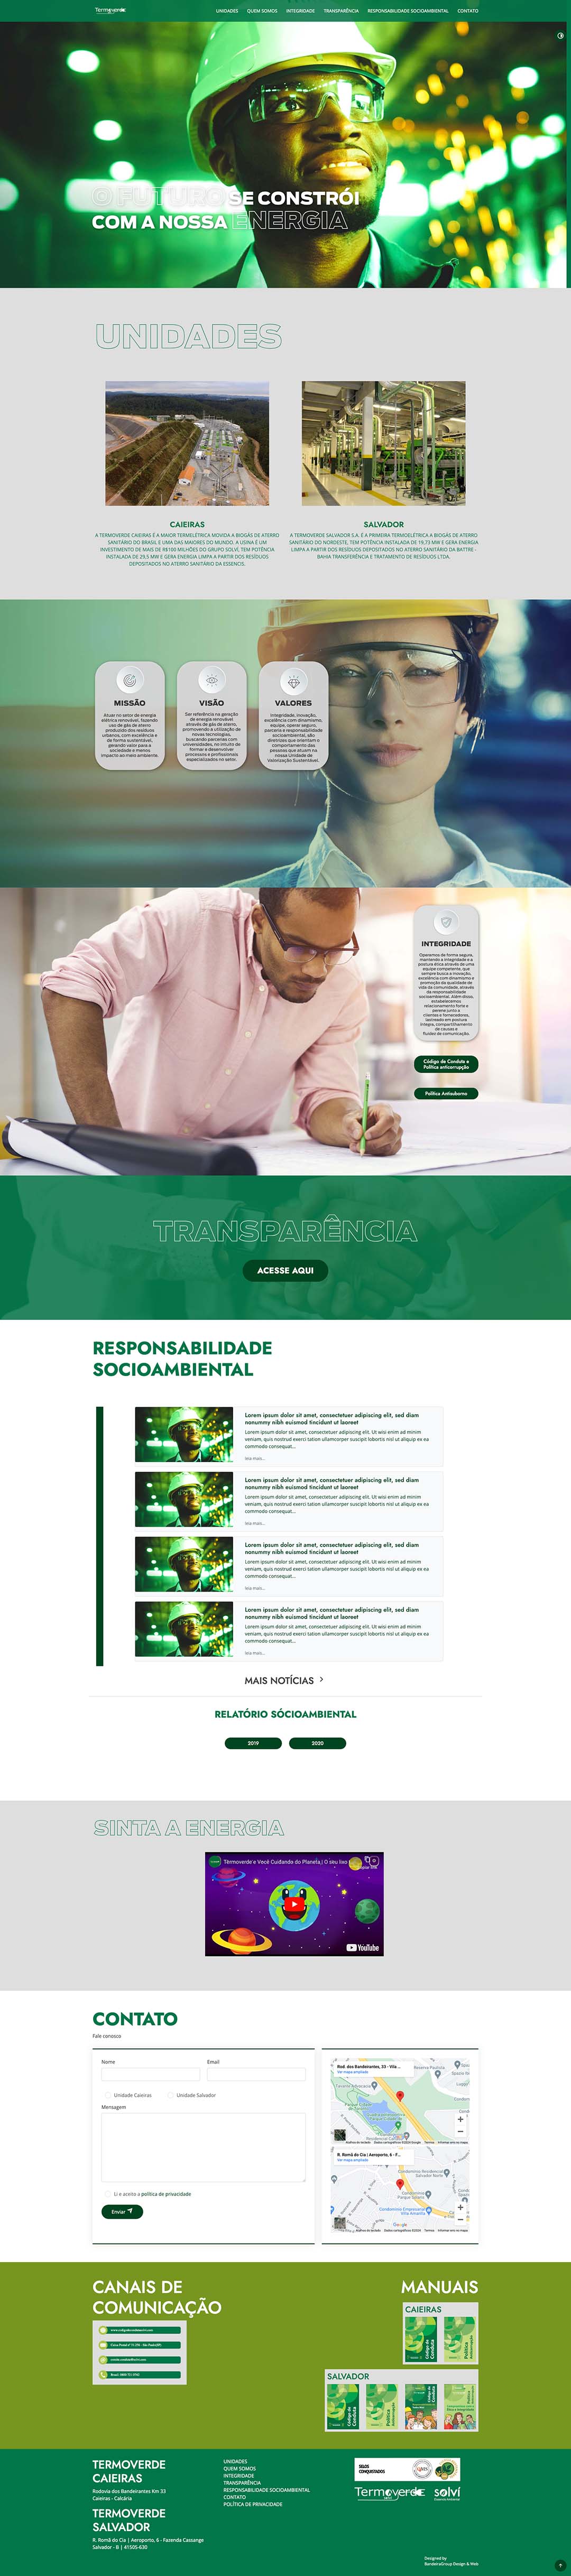 Termoverde
UNIDADES QUEM SOMOS INTEGRIDADE TRANSPARÊNCIA RESPONSABILIDADE SOCIOAMBIENTAL CONTATO
O FUTURO SE CONSTRÓI
COM A NOSSA ENERGIA
UNIDADES
CAIEIRAS
A TERMOVERDE CAIEIRAS É A MAIOR TERMELÉTRICA MOVIDA A BIOGÁS DE ATERRO
SANITÁRIO DO BRASIL E UMA DAS MAIORES DO MUNDO. A USINA É UM
INVESTIMENTO DE MAIS DE R$100 MILHÕES DO GRUPO SOLVÍ, TEM POTÊNCIA
INSTALADA DE 29,5 MW E GERA ENERGIA LIMPA A PARTIR DOS RESÍDUOS
DEPOSITADOS NO ATERRO SANITÁRIO DA ESSENCIS.
SALVADOR
A TERMOVERDE SALVADOR S.A. É A PRIMEIRA TERMOELÉTRICA A BIOGÁS DE ATERRO
SANITÁRIO DO NORDESTE, TEM POTÊNCIA INSTALADA DE 19,73 MW E GERA ENERGIA
LIMPA A PARTIR DOS RESÍDUOS DEPOSITADOS NO ATERRO SANITÁRIO DA BATTRE -
BAHIA TRANSFERÊNCIA E TRATAMENTO DE RESÍDUOS LTDA.
MISSÃO
Atuar no setor de energia
elétrica renovável, fazendo
uso de gás de aterro
produzido dos resíduos
urbanos, com excelência e
de forma sustentável,
gerando valor para a
sociedade e menos
impacto ao meio ambiente.
VISÃO
Ser referência na geração
de energia renovável
através de gás de aterro,
promovendo a utilização de
novas tecnologias,
buscando parcerias com
universidades, no intuito de
formar e desenvolver
processos e profissionais
especializados no setor.
VALORES
Integridade, inovação,
excelência com dinamismo,
equipe, operar seguro,
parceria e responsabilidade
socioambiental, são
diretrizes que orientam o
comportamento das
pessoas que atuam na
nossa Unidade de
Valorização Sustentável.
INTEGRIDADE
Operamos de forma segura,
mantendo a integridade e a
postura ética através de uma
equipe competente, que
sempre busca a inovação,
excelência com dinamismo e
promoção da qualidade de
vida da comunidade, através
da responsabilidade
socioambiental. Além disso,
estabelecemos
relacionamento forte e
perene junto a
clientes e fornecedores,
lastreado em postura
íntegra, compartilhamento
de causas e
fluidez de comunicação.
Código de Conduta e
Política anticorrupção
Política Antissuborno
TRANSPARÊNCIA
ACESSE AQUI
RESPONSABILIDADE
SOCIOAMBIENTAL
Lorem ipsum dolor sit amet, consectetuer adipiscing elit, sed diam
nonummy nibh euismod tincidunt ut laoreet
Lorem ipsum dolor sit amet, consectetuer adipiscing elit. Ut wisi enim ad minim
veniam, quis nostrud exerci tation ullamcorper suscipit lobortis nisl ut aliquip ex ea
commodo consequat...
leia mais...
Lorem ipsum dolor sit amet, consectetuer adipiscing elit, sed diam
nonummy nibh euismod tincidunt ut laoreet
Lorem ipsum dolor sit amet, consectetuer adipiscing elit. Ut wisi enim ad minim
veniam, quis nostrud exerci tation ullamcorper suscipit lobortis nisl ut aliquip ex ea
commodo consequat...
leia mais...
Lorem ipsum dolor sit amet, consectetuer adipiscing elit, sed diam
nonummy nibh euismod tincidunt ut laoreet
Lorem ipsum dolor sit amet, consectetuer adipiscing elit. Ut wisi enim ad minim
veniam, quis nostrud exerci tation ullamcorper suscipit lobortis nisl ut aliquip ex ea
commodo consequat...
leia mais...
Lorem ipsum dolor sit amet, consectetuer adipiscing elit, sed diam
nonummy nibh euismod tincidunt ut laoreet
Lorem ipsum dolor sit amet, consectetuer adipiscing elit. Ut wisi enim ad minim
veniam, quis nostrud exerci tation ullamcorper suscipit lobortis nisl ut aliquip ex ea
commodo consequat...
leia mais...
MAIS NOTÍCIAS
RELATÓRIO SÓCIOAMBIENTAL
2019 2020
SINTA A ENERGIA
Termoverde e Você Cuidando do Planeta | O seu lixo
YouTube
CONTATO
Fale conosco
Nome Email
Unidade Caieiras Unidade Salvador
Mensagem
Li e aceito a política de privacidade
Enviar
Rod. dos Bandeirantes, 33 - Vila ...
Ver mapa ampliado
R. Romã do Cia | Aeroporto, 6 - F...
Ver mapa ampliado
Condomínio Empresarial
Vila Amarita
Google
CANAIS DE
COMUNICAÇÃO
MANUAIS
CAIEIRAS
Código de Conduta
Política Anticorrupção
SALVADOR
Código de Conduta
TERMOVERDE
CAIEIRAS
Rodovia dos Bandeirantes Km 33
Caieiras - Calcária
TERMOVERDE
SALVADOR
R. Romã do Cia | Aeroporto, 6 - Fazenda Cassange
Salvador - B | 41505-630
UNIDADES
QUEM SOMOS
INTEGRIDADE
TRANSPARÊNCIA
RESPONSABILIDADE SOCIOAMBIENTAL
CONTATO
POLÍTICA DE PRIVACIDADE
SELOS
CONQUISTADOS
Termoverde solví
Designed by
BandeiraGroup Design & Web